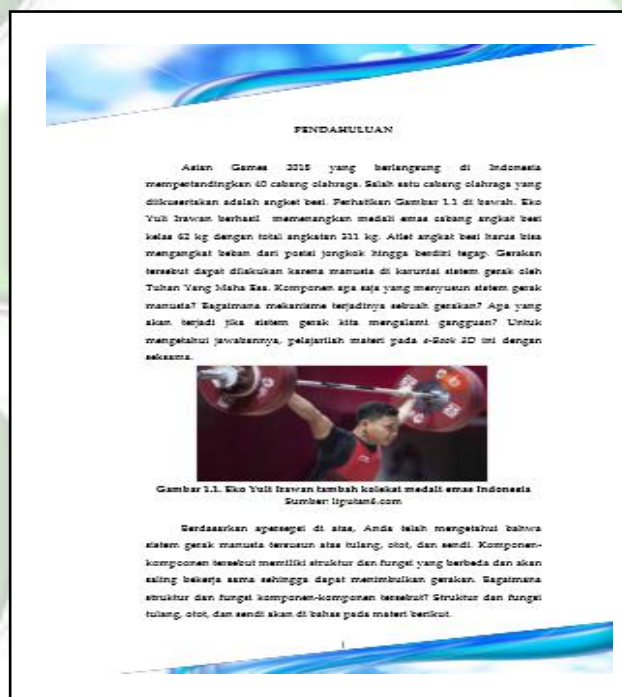 PENDAHULUAN
Asian Games 2018 yang berlangsung di Indonesia
mempertandingkan 40 cabang olahraga. Salah satu cabang olahraga yang
diikusertakan adalah angket besi. Perhatikan Gambar 1.1 di bawah. Eko
Yuli Irawan berhasil memenangkan medali emas cabang angkat besi
kelas 62 kg dengan total angkatan 311 kg. Atlet angkat besi harus bisa
mengangkat beban dari posisi jongkok hingga berdiri tegap. Gerakan
tersebut dapat dilakukan karena manusia di karuniai sistem gerak oleh
Tuhan Yang Maha Esa. Komponen apa saja yang menyusun sistem gerak
manusia? Bagaimana mekanisme terjadinya sebuah gerakan? Apa yang
akan terjadi jika sistem gerak kita mengalami gangguan? Untuk
mengetahui jawabannya, pelajarilah materi pada e-Book 3D ini dengan
seksama.
Gambar 1.1. Eko Yuli Irawan tambah koleksi medali emas Indonesia
Sumber: liputan6.com
Berdasarkan apersepsi di atas, Anda telah mengetahui bahwa
sistem gerak manusia tersusun atas tulang, otot, dan sendi. Komponen-
kompoonen tersebut memiliki struktur dan fungsi yang berbeda dan akan
saling bekerja sama sehingga dapat menimbulkan gerakan. Bagaimana
struktur dan fungsi komponen-komponen tersebut? Struktur dan fungsi
tulang, otot, dan sendi akan di bahas pada materi berikut.
1